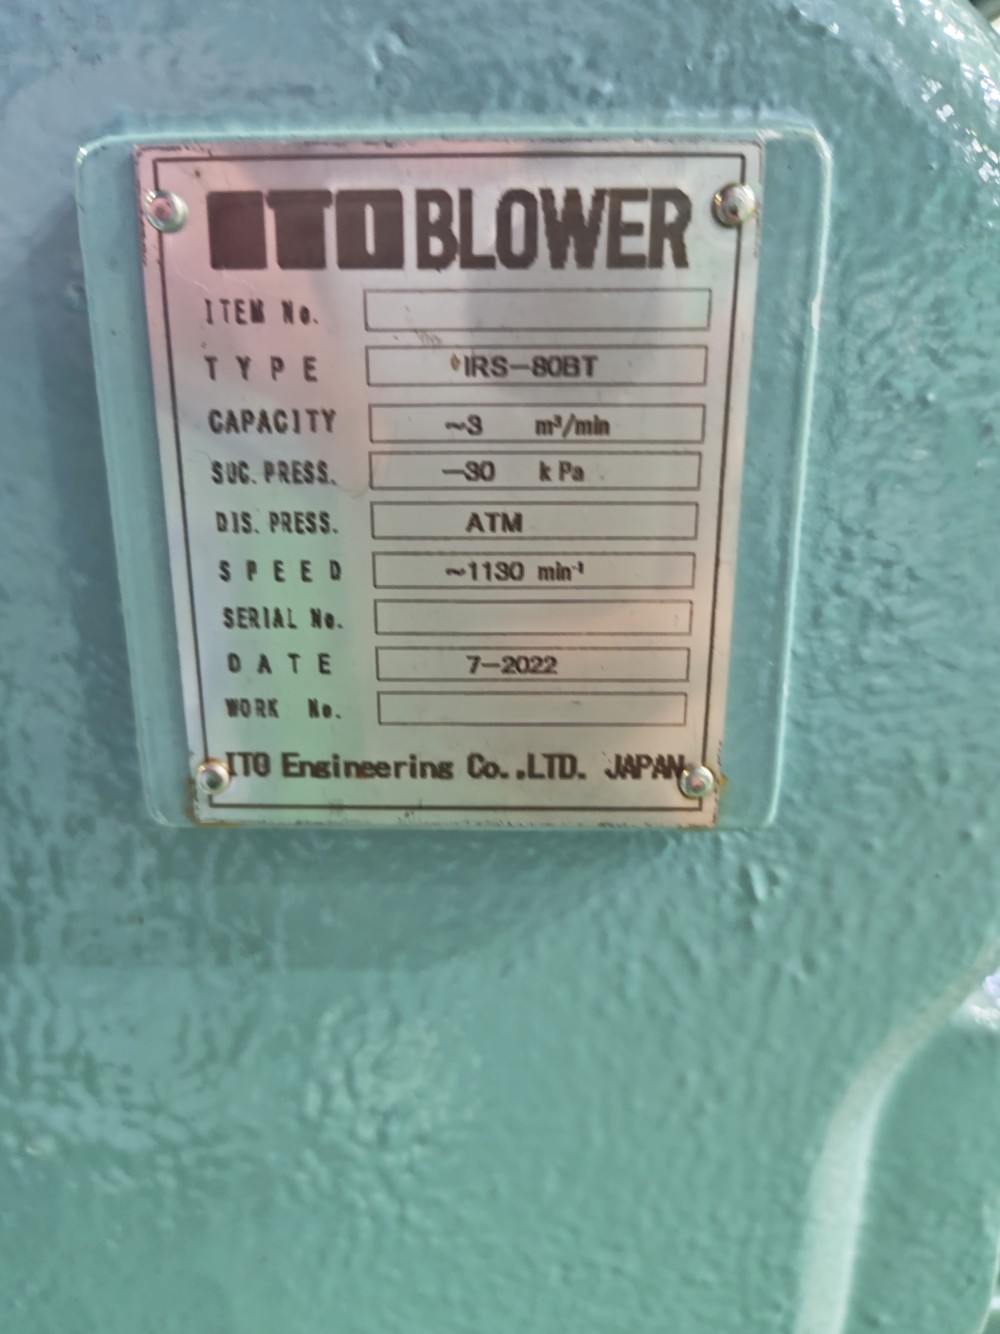 ITO BLOWER
ITEM No.
TYPE IRS-80BT
CAPACITY ~3 m³/min
SUC. PRESS. -30 kPa
DIS. PRESS. ATM
SPEED ~1130 min⁻¹
SERIAL No.
DATE 7-2022
WORK No.
ITO Engineering Co.,LTD. JAPAN